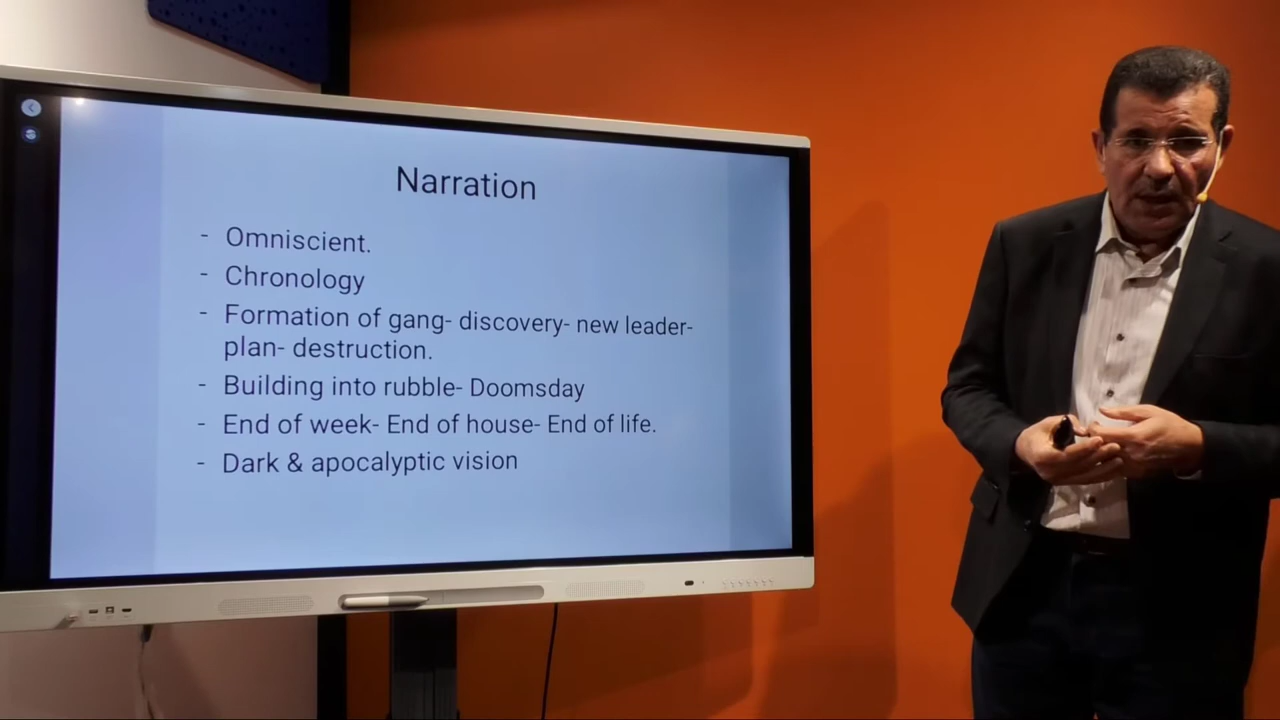 Narration
- Omniscient.
- Chronology
- Formation of gang- discovery- new leader-
plan- destruction.
- Building into rubble- Doomsday
- End of week- End of house- End of life.
- Dark & apocalyptic vision